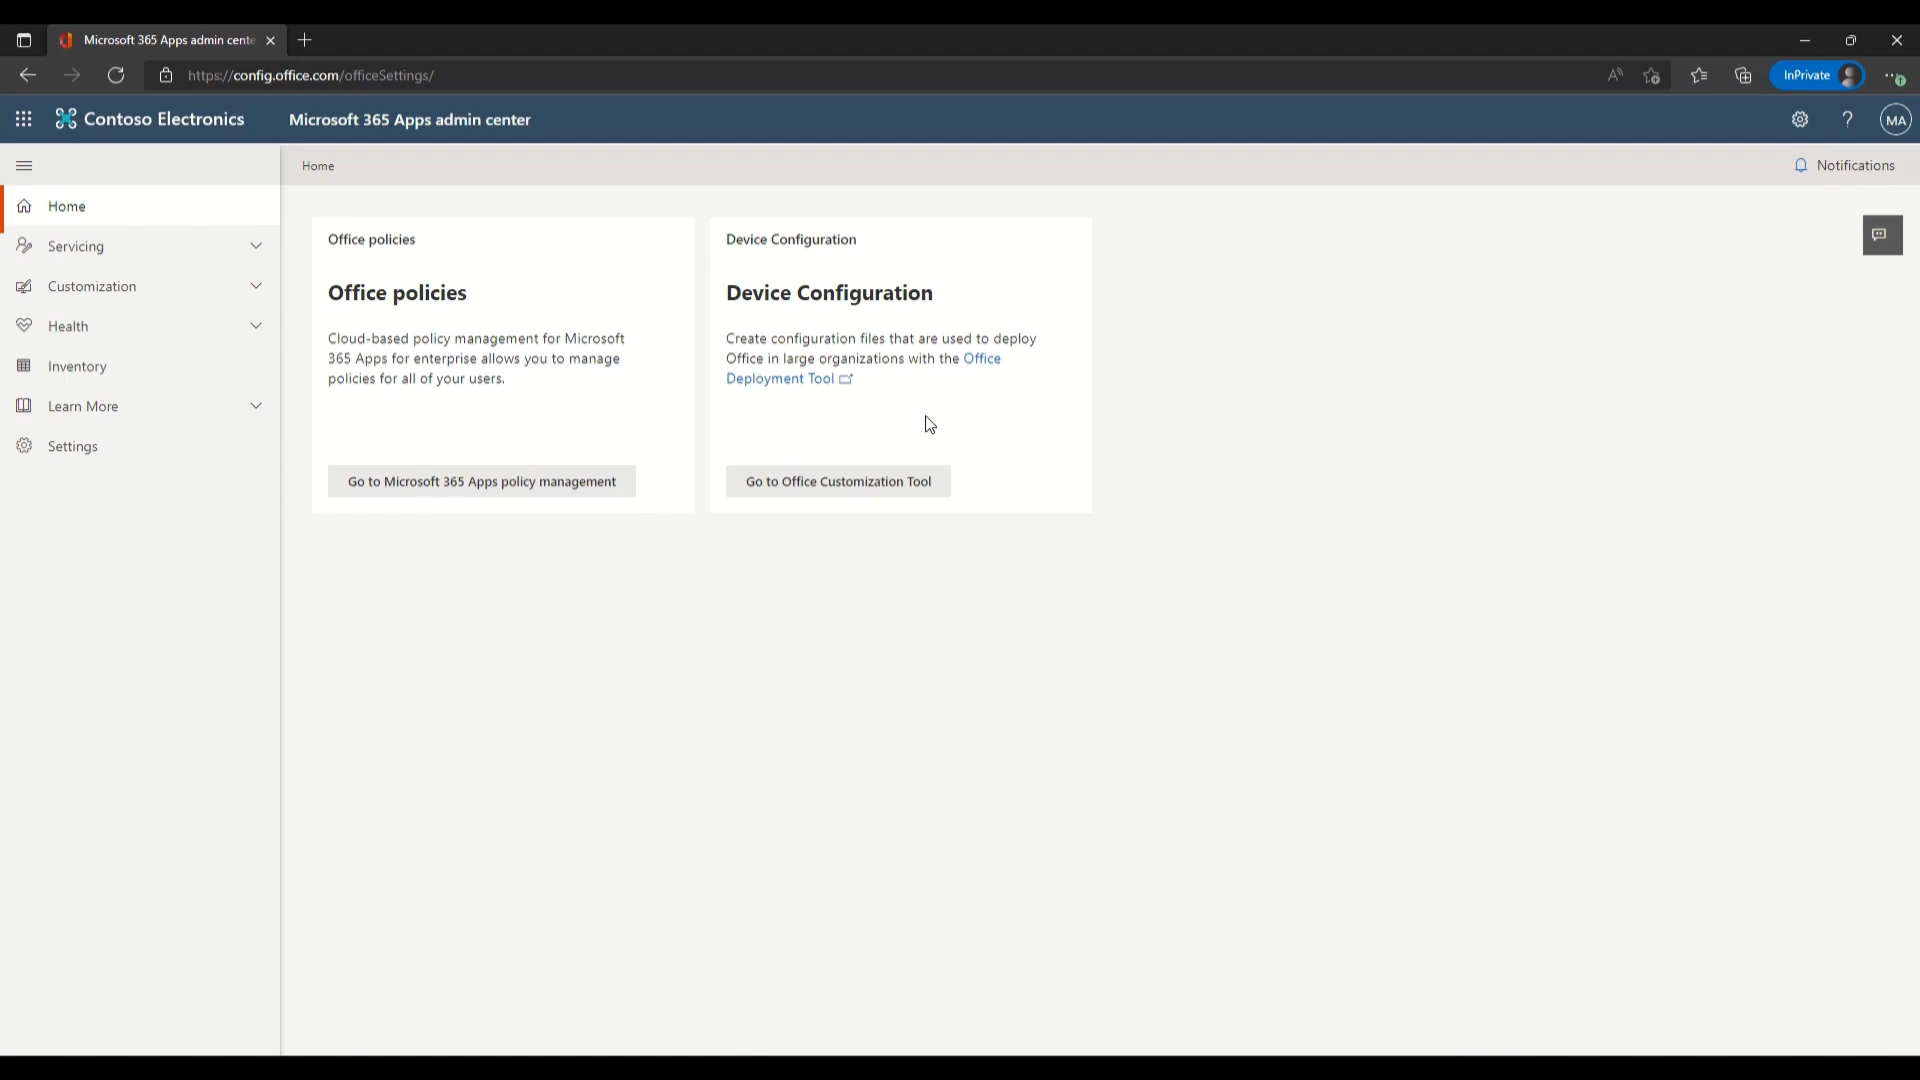 Microsoft 365 Apps admin cente
https://config.office.com/officeSettings/
InPrivate
Contoso Electronics
Microsoft 365 Apps admin center
?
MA
Home
Notifications
Home
Servicing
Customization
Health
Inventory
Learn More
Settings
Office policies
Office policies
Cloud-based policy management for Microsoft
365 Apps for enterprise allows you to manage
policies for all of your users.
Go to Microsoft 365 Apps policy management
Device Configuration
Device Configuration
Create configuration files that are used to deploy
Office in large organizations with the Office
Deployment Tool
Go to Office Customization Tool